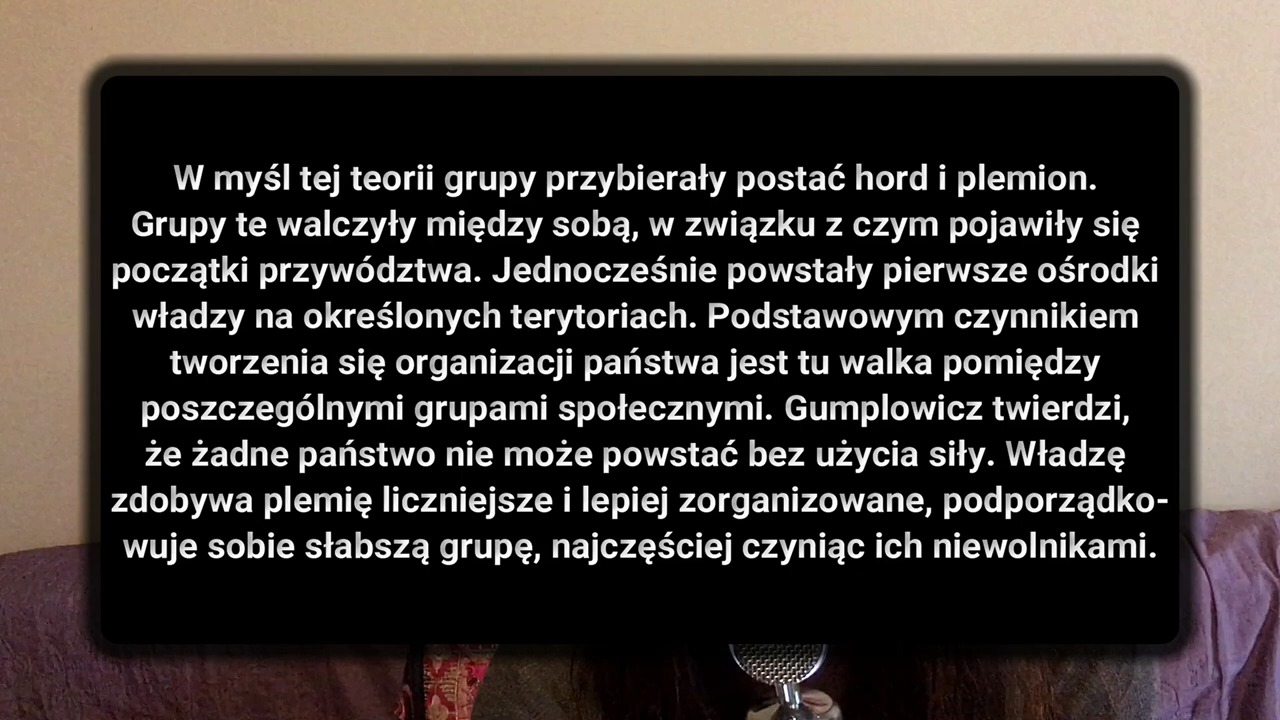 W myśl tej teorii grupy przybierały postać hord i plemion.
Grupy te walczyły między sobą, w związku z czym pojawiły się
początki przywództwa. Jednocześnie powstały pierwsze ośrodki
władzy na określonych terytoriach. Podstawowym czynnikiem
tworzenia się organizacji państwa jest tu walka pomiędzy
poszczególnymi grupami społecznymi. Gumplowicz twierdzi,
że żadne państwo nie może powstać bez użycia siły. Władzę
zdobywa plemię liczniejsze i lepiej zorganizowane, podporządko-
wuje sobie słabszą grupę, najczęściej czyniąc ich niewolnikami.